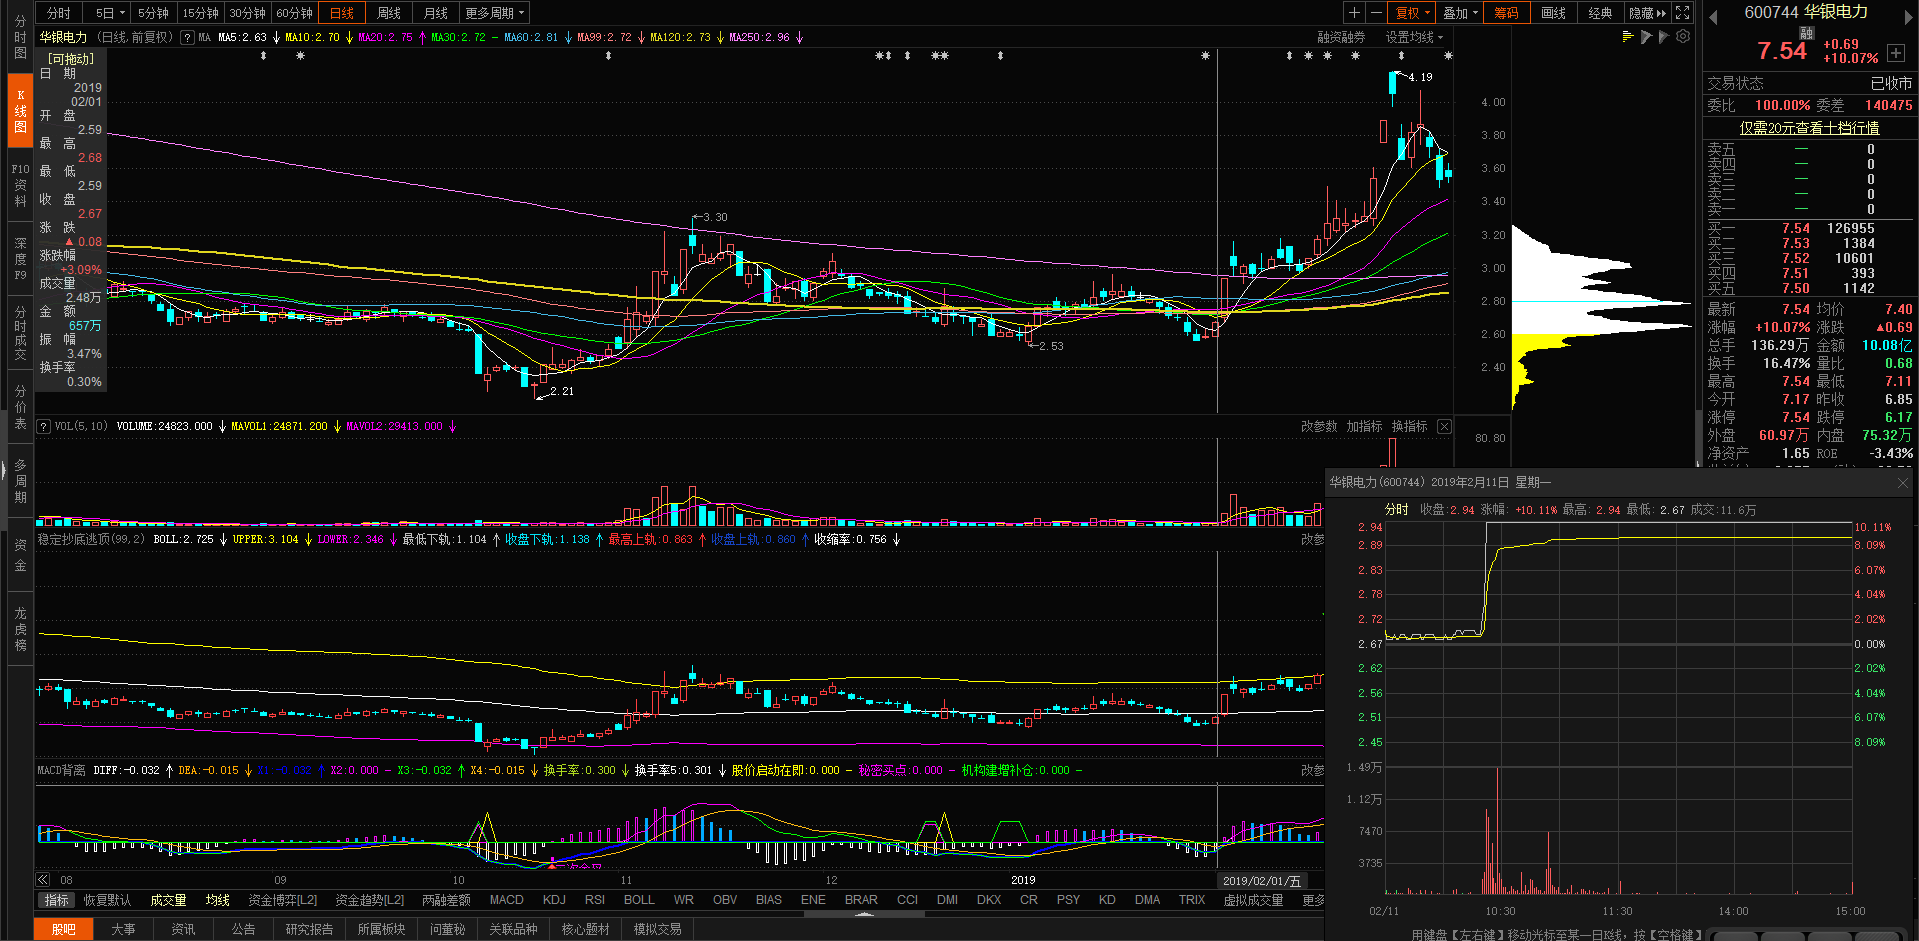 分时 5日 5分钟 15分钟 30分钟 60分钟 日线 周线 月线 更多周期
复权 叠加 筹码 画线 经典 隐藏
600744 华银电力
华银电力 (日线,前复权) ? MA MA5:2.63 ↓ MA10:2.70 ↓ MA20:2.75 ↑ MA30:2.72 － MA60:2.81 ↓ MA99:2.72 ↓ MA120:2.73 ↓ MA250:2.96 ↓
融资融券 设置均线
融
7.54 +0.69 +10.07%
交易状态 已收市
委比 100.00% 委差 140475
仅需20元查看十档行情
卖五 — 0
卖四 — 0
卖三 — 0
卖二 — 0
卖一 — 0
买一 7.54 126955
买二 7.53 1384
买三 7.52 10601
买四 7.51 393
买五 7.50 1142
最新 7.54 均价 7.40
涨幅 +10.07% 涨跌 ▲0.69
总手 136.29万 金额 10.08亿
换手 16.47% 量比 0.68
最高 7.54 最低 7.11
今开 7.17 昨收 6.85
涨停 7.54 跌停 6.17
外盘 60.97万 内盘 75.32万
净资产 1.65 ROE -3.43%
分时图
K线图
F10资料
深度F9
分时成交
分价表
多周期
资金
龙虎榜
[可拖动]
日 期
2019
02/01
开 盘
2.59
最 高
2.68
最 低
2.59
收 盘
2.67
涨 跌
▲0.08
涨跌幅
+3.09%
成交量
2.48万
金 额
657万
振 幅
3.47%
换手率
0.30%
4.19
3.30
2.53
2.21
4.00
3.80
3.60
3.40
3.20
3.00
2.80
2.60
2.40
? VOL(5,10) VOLUME:24823.000 ↓ MAVOL1:24871.200 ↓ MAVOL2:29413.000 ↓
改参数 加指标 换指标
80.80
稳定抄底逃顶(99,2) BOLL:2.725 ↓ UPPER:3.104 ↓ LOWER:2.346 ↓ 最低下轨:1.104 ↑ 收盘下轨:1.138 ↑ 最高上轨:0.863 ↑ 收盘上轨:0.860 ↑ 收缩率:0.756 ↓
改参
MACD背离 DIFF:-0.032 ↑ DEA:-0.015 ↓ X1:-0.032 ↑ X2:0.000 － X3:-0.032 ↑ X4:-0.015 ↓ 换手率:0.300 ↓ 换手率5:0.301 ↓ 股价启动在即:0.000 － 秘密买点:0.000 － 机构建增补仓:0.000 －
改参
08 09 10 11 12 2019 2019/02/01/五
指标 恢复默认 成交量 均线 资金博弈[L2] 资金趋势[L2] 两融差额 MACD KDJ RSI BOLL WR OBV BIAS ENE BRAR CCI DMI DKX CR PSY KD DMA TRIX 虚拟成交量 更多
股吧 大事 资讯 公告 研究报告 所属板块 问董秘 关联品种 核心题材 模拟交易
华银电力(600744) 2019年2月11日 星期一
分时 收盘:2.94 涨幅:+10.11% 最高:2.94 最低:2.67 成交:11.6万
2.94 10.11%
2.89 8.09%
2.83 6.07%
2.78 4.04%
2.72 2.02%
2.67 0.00%
2.62 2.02%
2.56 4.04%
2.51 6.07%
2.45 8.09%
1.49万
1.12万
7470
3735
02/11 10:30 11:30 14:00 15:00
用键盘【左右键】移动光标至某一日K线，按【空格键】